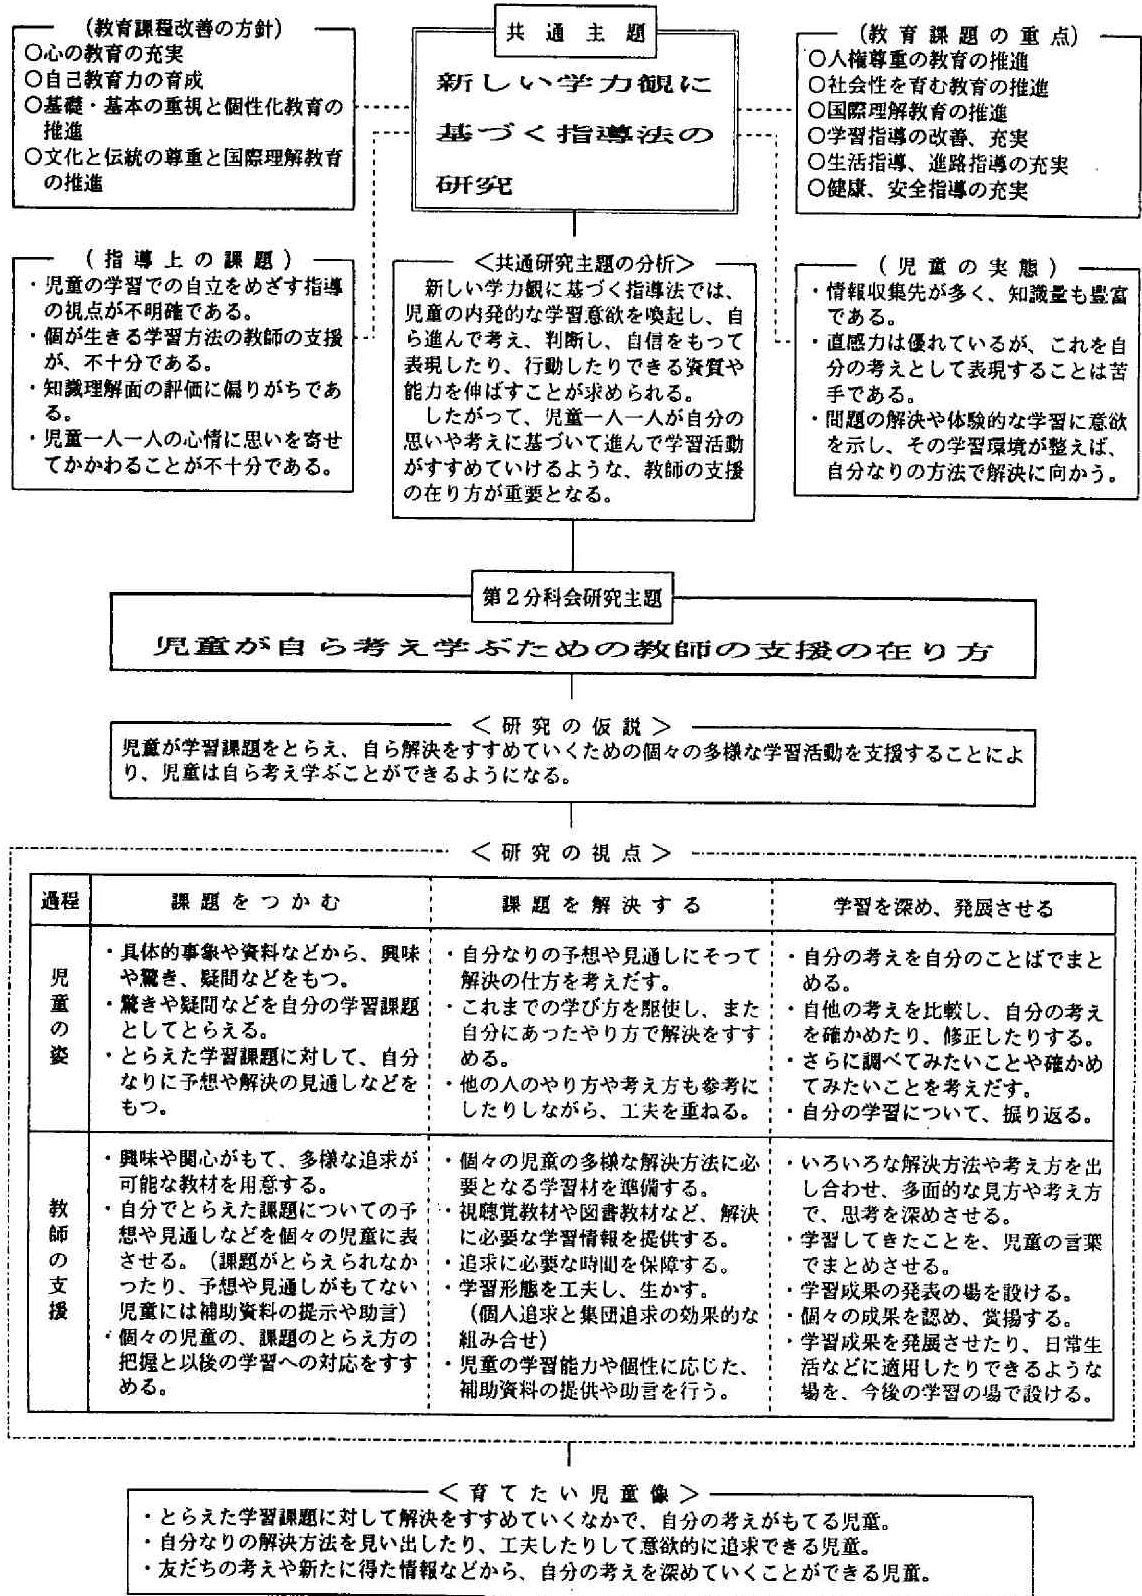 (教育課程改善の方針)
○心の教育の充実
○自己教育力の育成
○基礎・基本の重視と個性化教育の
推進
○文化と伝統の尊重と国際理解教育
の推進
共通主題
新しい学力観に
基づく指導法の
研究
(教育課題の重点)
○人権尊重の教育の推進
○社会性を育む教育の推進
○国際理解教育の推進
○学習指導の改善、充実
○生活指導、進路指導の充実
○健康、安全指導の充実
(指導上の課題)
・児童の学習での自立をめざす指導
の視点が不明確である。
・個が生きる学習方法の教師の支援
が、不十分である。
・知識理解面の評価に偏りがちであ
る。
・児童一人一人の心情に思いを寄せ
てかかわることが不十分である。
<共通研究主題の分析>
新しい学力観に基づく指導法では、
児童の内発的な学習意欲を喚起し、自
ら進んで考え、判断し、自信をもって
表現したり、行動したりできる資質や
能力を伸ばすことが求められる。
したがって、児童一人一人が自分の
思いや考えに基づいて進んで学習活動
がすすめていけるような、教師の支援
の在り方が重要となる。
(児童の実態)
・情報収集先が多く、知識量も豊富
である。
・直感力は優れているが、これを自
分の考えとして表現することは苦
手である。
・問題の解決や体験的な学習に意欲
を示し、その学習環境が整えば、
自分なりの方法で解決に向かう。
第2分科会研究主題
児童が自ら考え学ぶための教師の支援の在り方
<研究の仮説>
児童が学習課題をとらえ、自ら解決をすすめていくための個々の多様な学習活動を支援することによ
り、児童は自ら考え学ぶことができるようになる。
<研究の視点>
過程
課題をつかむ
課題を解決する
学習を深め、発展させる
児童の姿
・具体的事象や資料などから、興味
や驚き、疑問などをもつ。
・驚きや疑問などを自分の学習課題
としてとらえる。
・とらえた学習課題に対して、自分
なりに予想や解決の見通しなどを
もつ。
・自分なりの予想や見通しにそって
解決の仕方を考えだす。
・これまでの学び方を駆使し、また
自分にあったやり方で解決をすす
める。
・他の人のやり方や考え方も参考に
したりしながら、工夫を重ねる。
・自分の考えを自分のことばでまと
める。
・自他の考えを比較し、自分の考え
を確かめたり、修正したりする。
・さらに調べてみたいことや確かめ
てみたいことを考えだす。
・自分の学習について、振り返る。
教師の支援
・興味や関心がもて、多様な追求が
可能な教材を用意する。
・自分でとらえた課題についての予
想や見通しなどを個々の児童に表
させる。(課題がとらえられなか
ったり、予想や見通しがもてない
児童には補助資料の提示や助言)
・個々の児童の、課題のとらえ方の
把握と以後の学習への対応をすす
める。
・個々の児童の多様な解決方法に必
要となる学習材を準備する。
・視聴覚教材や図書教材など、解決
に必要な学習情報を提供する。
・追求に必要な時間を保障する。
・学習形態を工夫し、生かす。
(個人追求と集団追求の効果的な
組み合せ)
・児童の学習能力や個性に応じた、
補助資料の提供や助言を行う。
・いろいろな解決方法や考え方を出
し合わせ、多面的な見方や考え方
で、思考を深めさせる。
・学習してきたことを、児童の言葉
でまとめさせる。
・学習成果の発表の場を設ける。
・個々の成果を認め、賞揚する。
・学習成果を発展させたり、日常生
活などに適用したりできるような
場を、今後の学習の場で設ける。
<育てたい児童像>
・とらえた学習課題に対して解決をすすめていくなかで、自分の考えがもてる児童。
・自分なりの解決方法を見い出したり、工夫したりして意欲的に追求できる児童。
・友だちの考えや新たに得た情報などから、自分の考えを深めていくことができる児童。